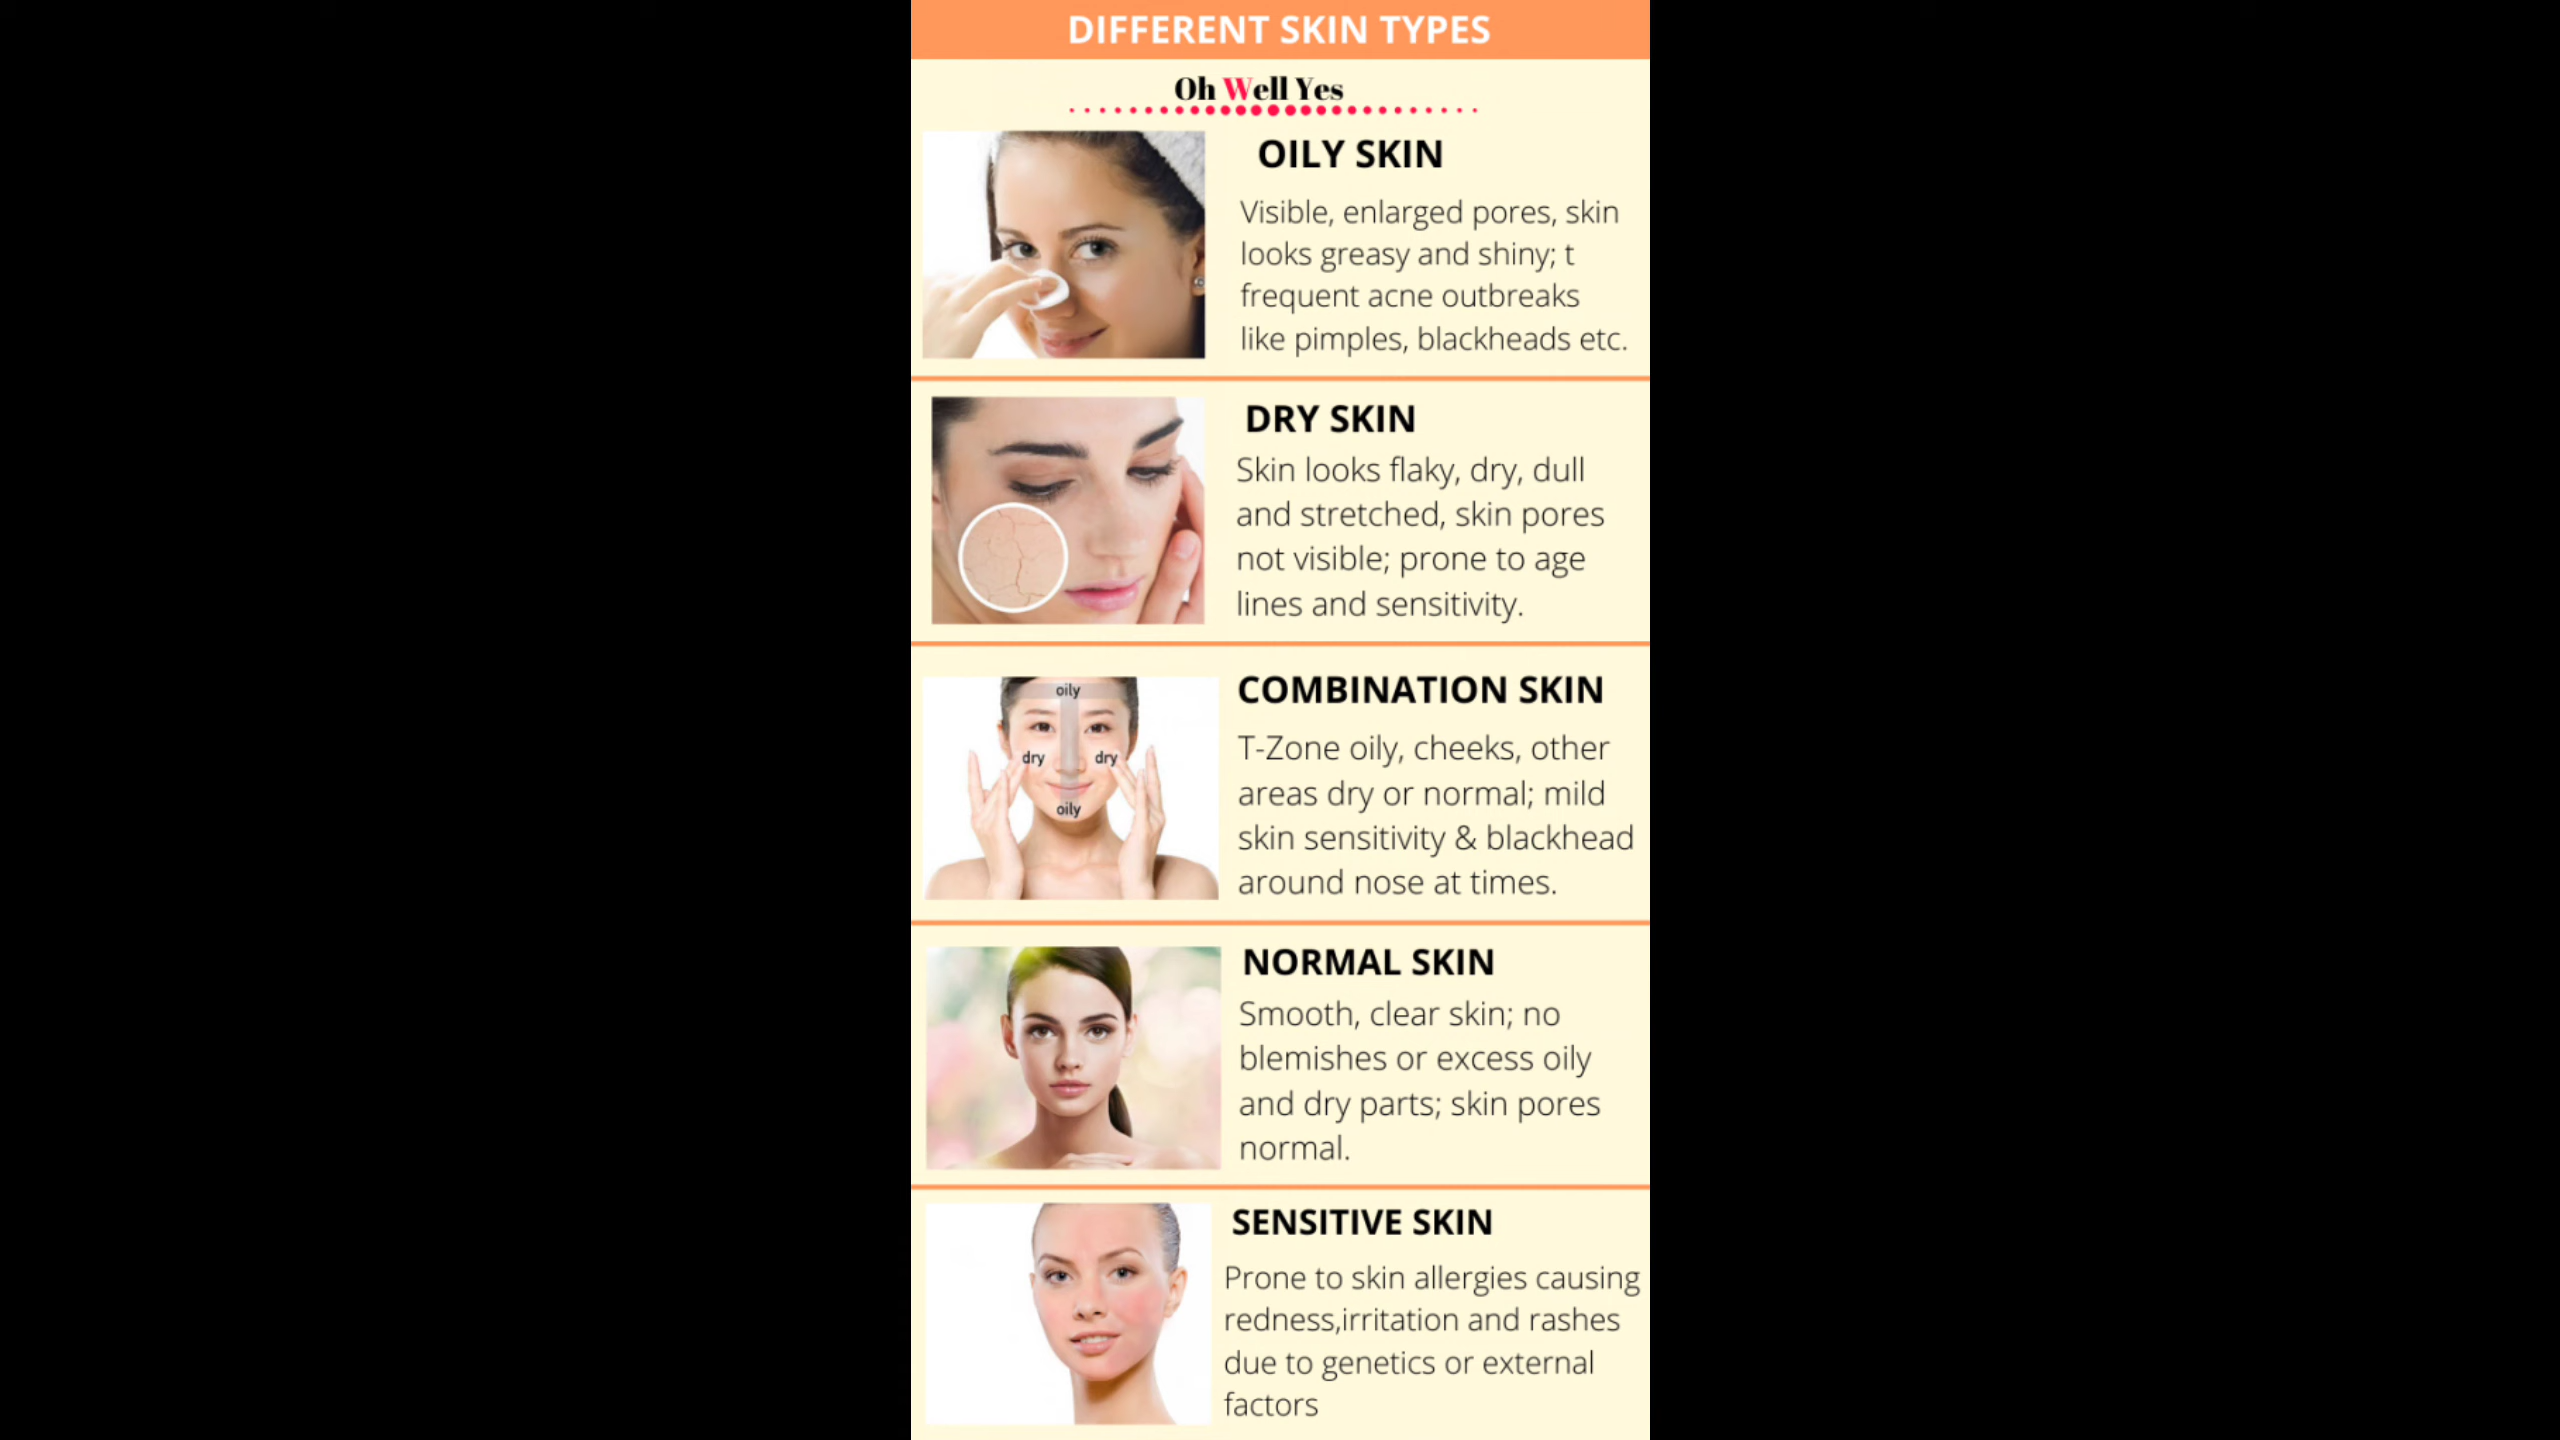 DIFFERENT SKIN TYPES
Oh Well Yes
OILY SKIN
Visible, enlarged pores, skin
looks greasy and shiny; t
frequent acne outbreaks
like pimples, blackheads etc.
DRY SKIN
Skin looks flaky, dry, dull
and stretched, skin pores
not visible; prone to age
lines and sensitivity.
oily
dry dry
oily
COMBINATION SKIN
T-Zone oily, cheeks, other
areas dry or normal; mild
skin sensitivity & blackhead
around nose at times.
NORMAL SKIN
Smooth, clear skin; no
blemishes or excess oily
and dry parts; skin pores
normal.
SENSITIVE SKIN
Prone to skin allergies causing
redness,irritation and rashes
due to genetics or external
factors